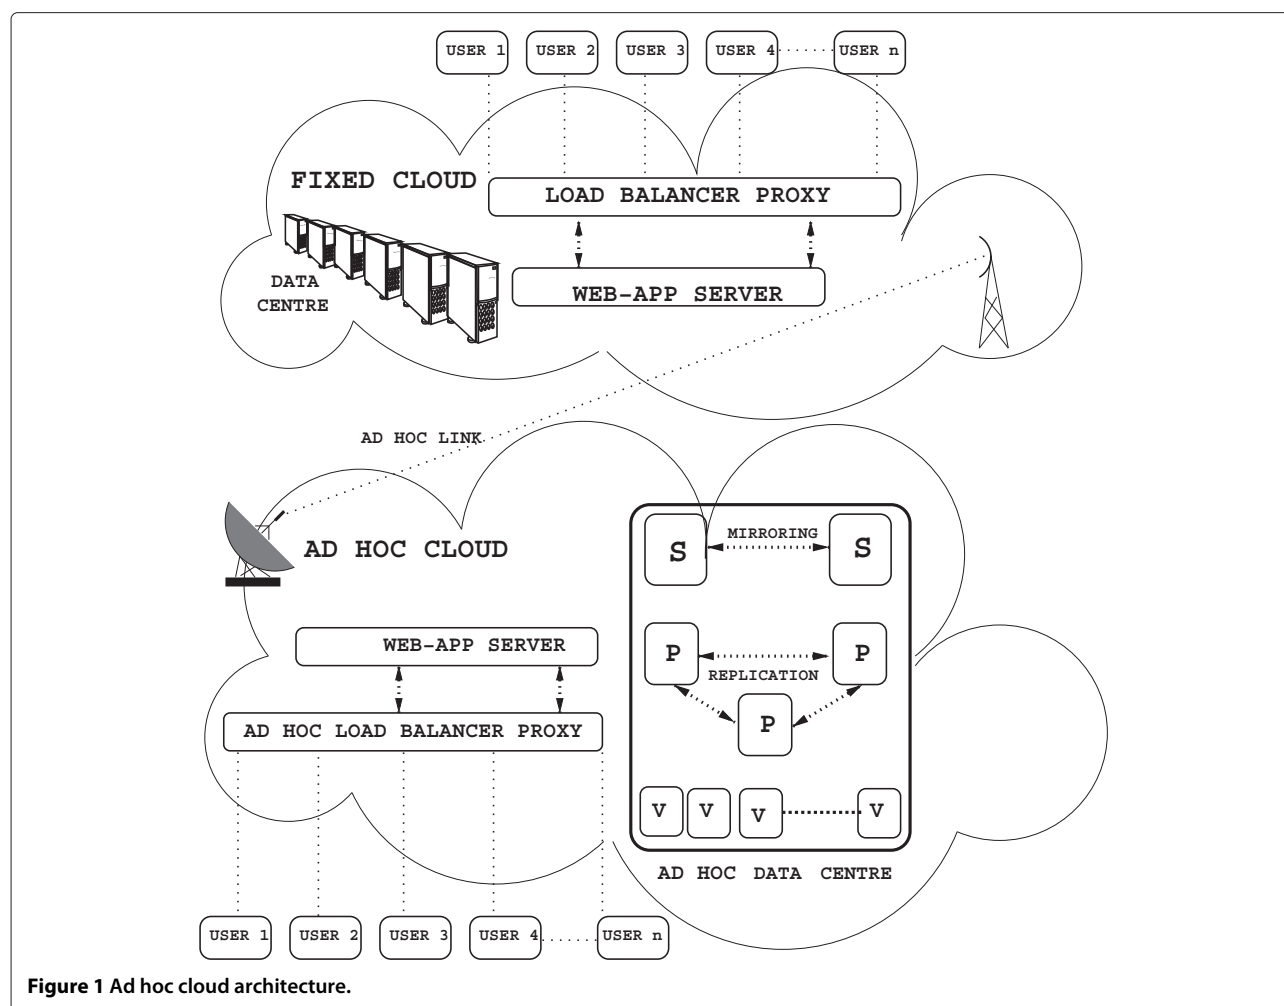 USER 1 USER 2 USER 3 USER 4 USER n
FIXED CLOUD
LOAD BALANCER PROXY
DATA
CENTRE
WEB-APP SERVER
AD HOC LINK
AD HOC CLOUD
S MIRRORING S
WEB-APP SERVER
P P
REPLICATION
P
AD HOC LOAD BALANCER PROXY
V V V V
AD HOC DATA CENTRE
USER 1 USER 2 USER 3 USER 4 USER n
Figure 1 Ad hoc cloud architecture.